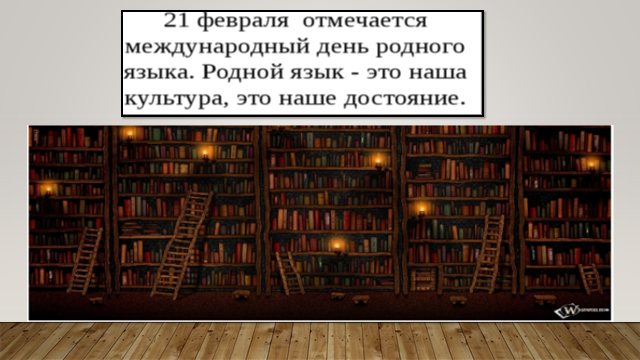 21 февраля отмечается
международный день родного
языка. Родной язык - это наша
культура, это наше достояние.